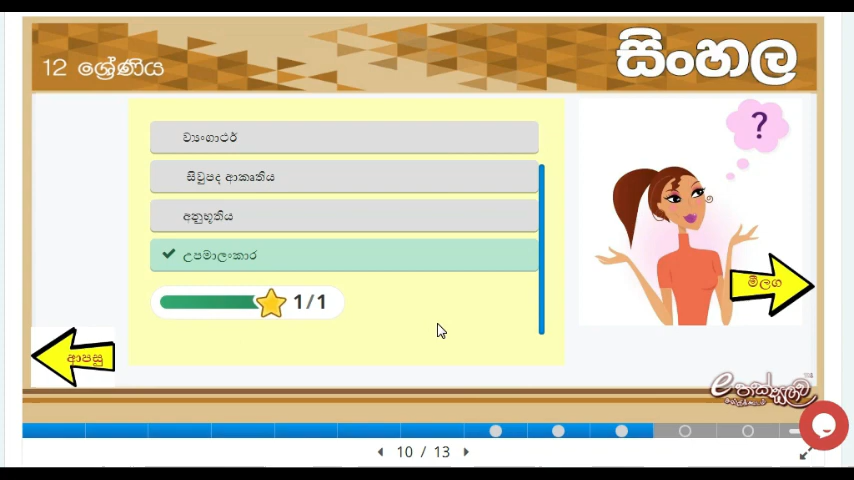 12 ශ්‍රේණිය
සිංහල
ව්‍යංගාර්ථ
සිවුපද ආකෘතිය
අනුභූතිය
උපමාලංකාර
1/1
?
මීලග
ආපසු
10 / 13